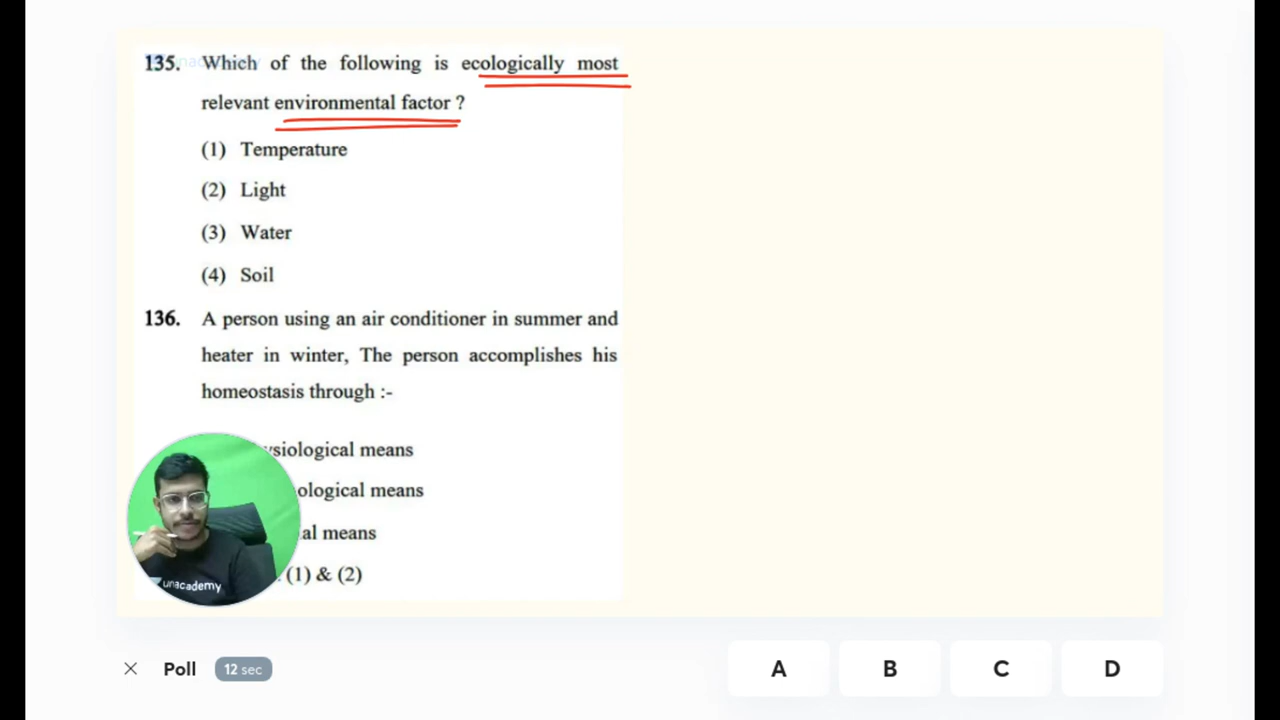 135. Which of the following is ecologically most
relevant environmental factor ?
(1) Temperature
(2) Light
(3) Water
(4) Soil
136. A person using an air conditioner in summer and
heater in winter, The person accomplishes his
homeostasis through :-
ysiological means
ological means
al means
(1) & (2)
unacademy
Poll 12 sec A B C D